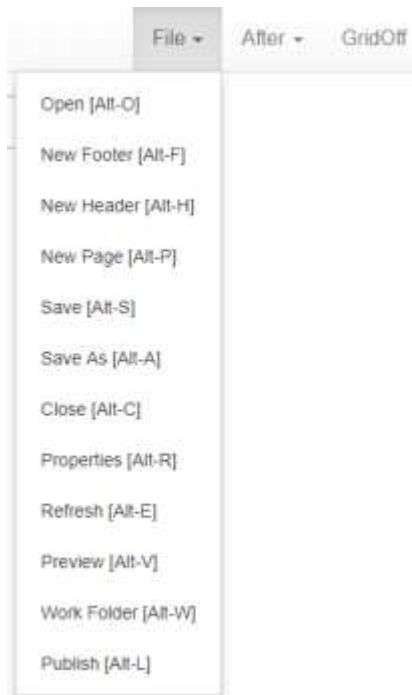 File After GridOff
Open [Alt-O]
New Footer [Alt-F]
New Header [Alt-H]
New Page [Alt-P]
Save [Alt-S]
Save As [Alt-A]
Close [Alt-C]
Properties [Alt-R]
Refresh [Alt-E]
Preview [Alt-V]
Work Folder [Alt-W]
Publish [Alt-L]